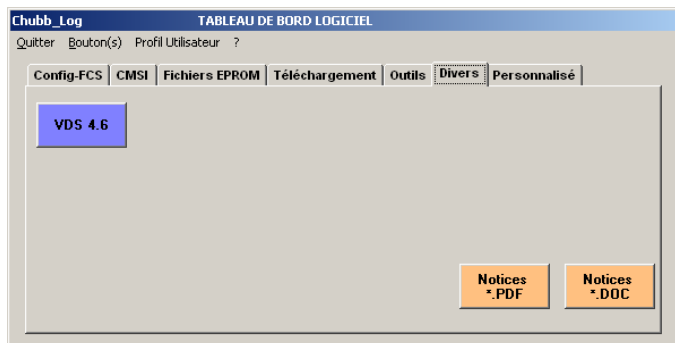 Chubb_Log TABLEAU DE BORD LOGICIEL
Quitter Bouton(s) Profil Utilisateur ?
Config-FCS CMSI Fichiers EPROM Téléchargement Outils Divers Personnalisé
VDS 4.6
Notices Notices
*.PDF *.DOC